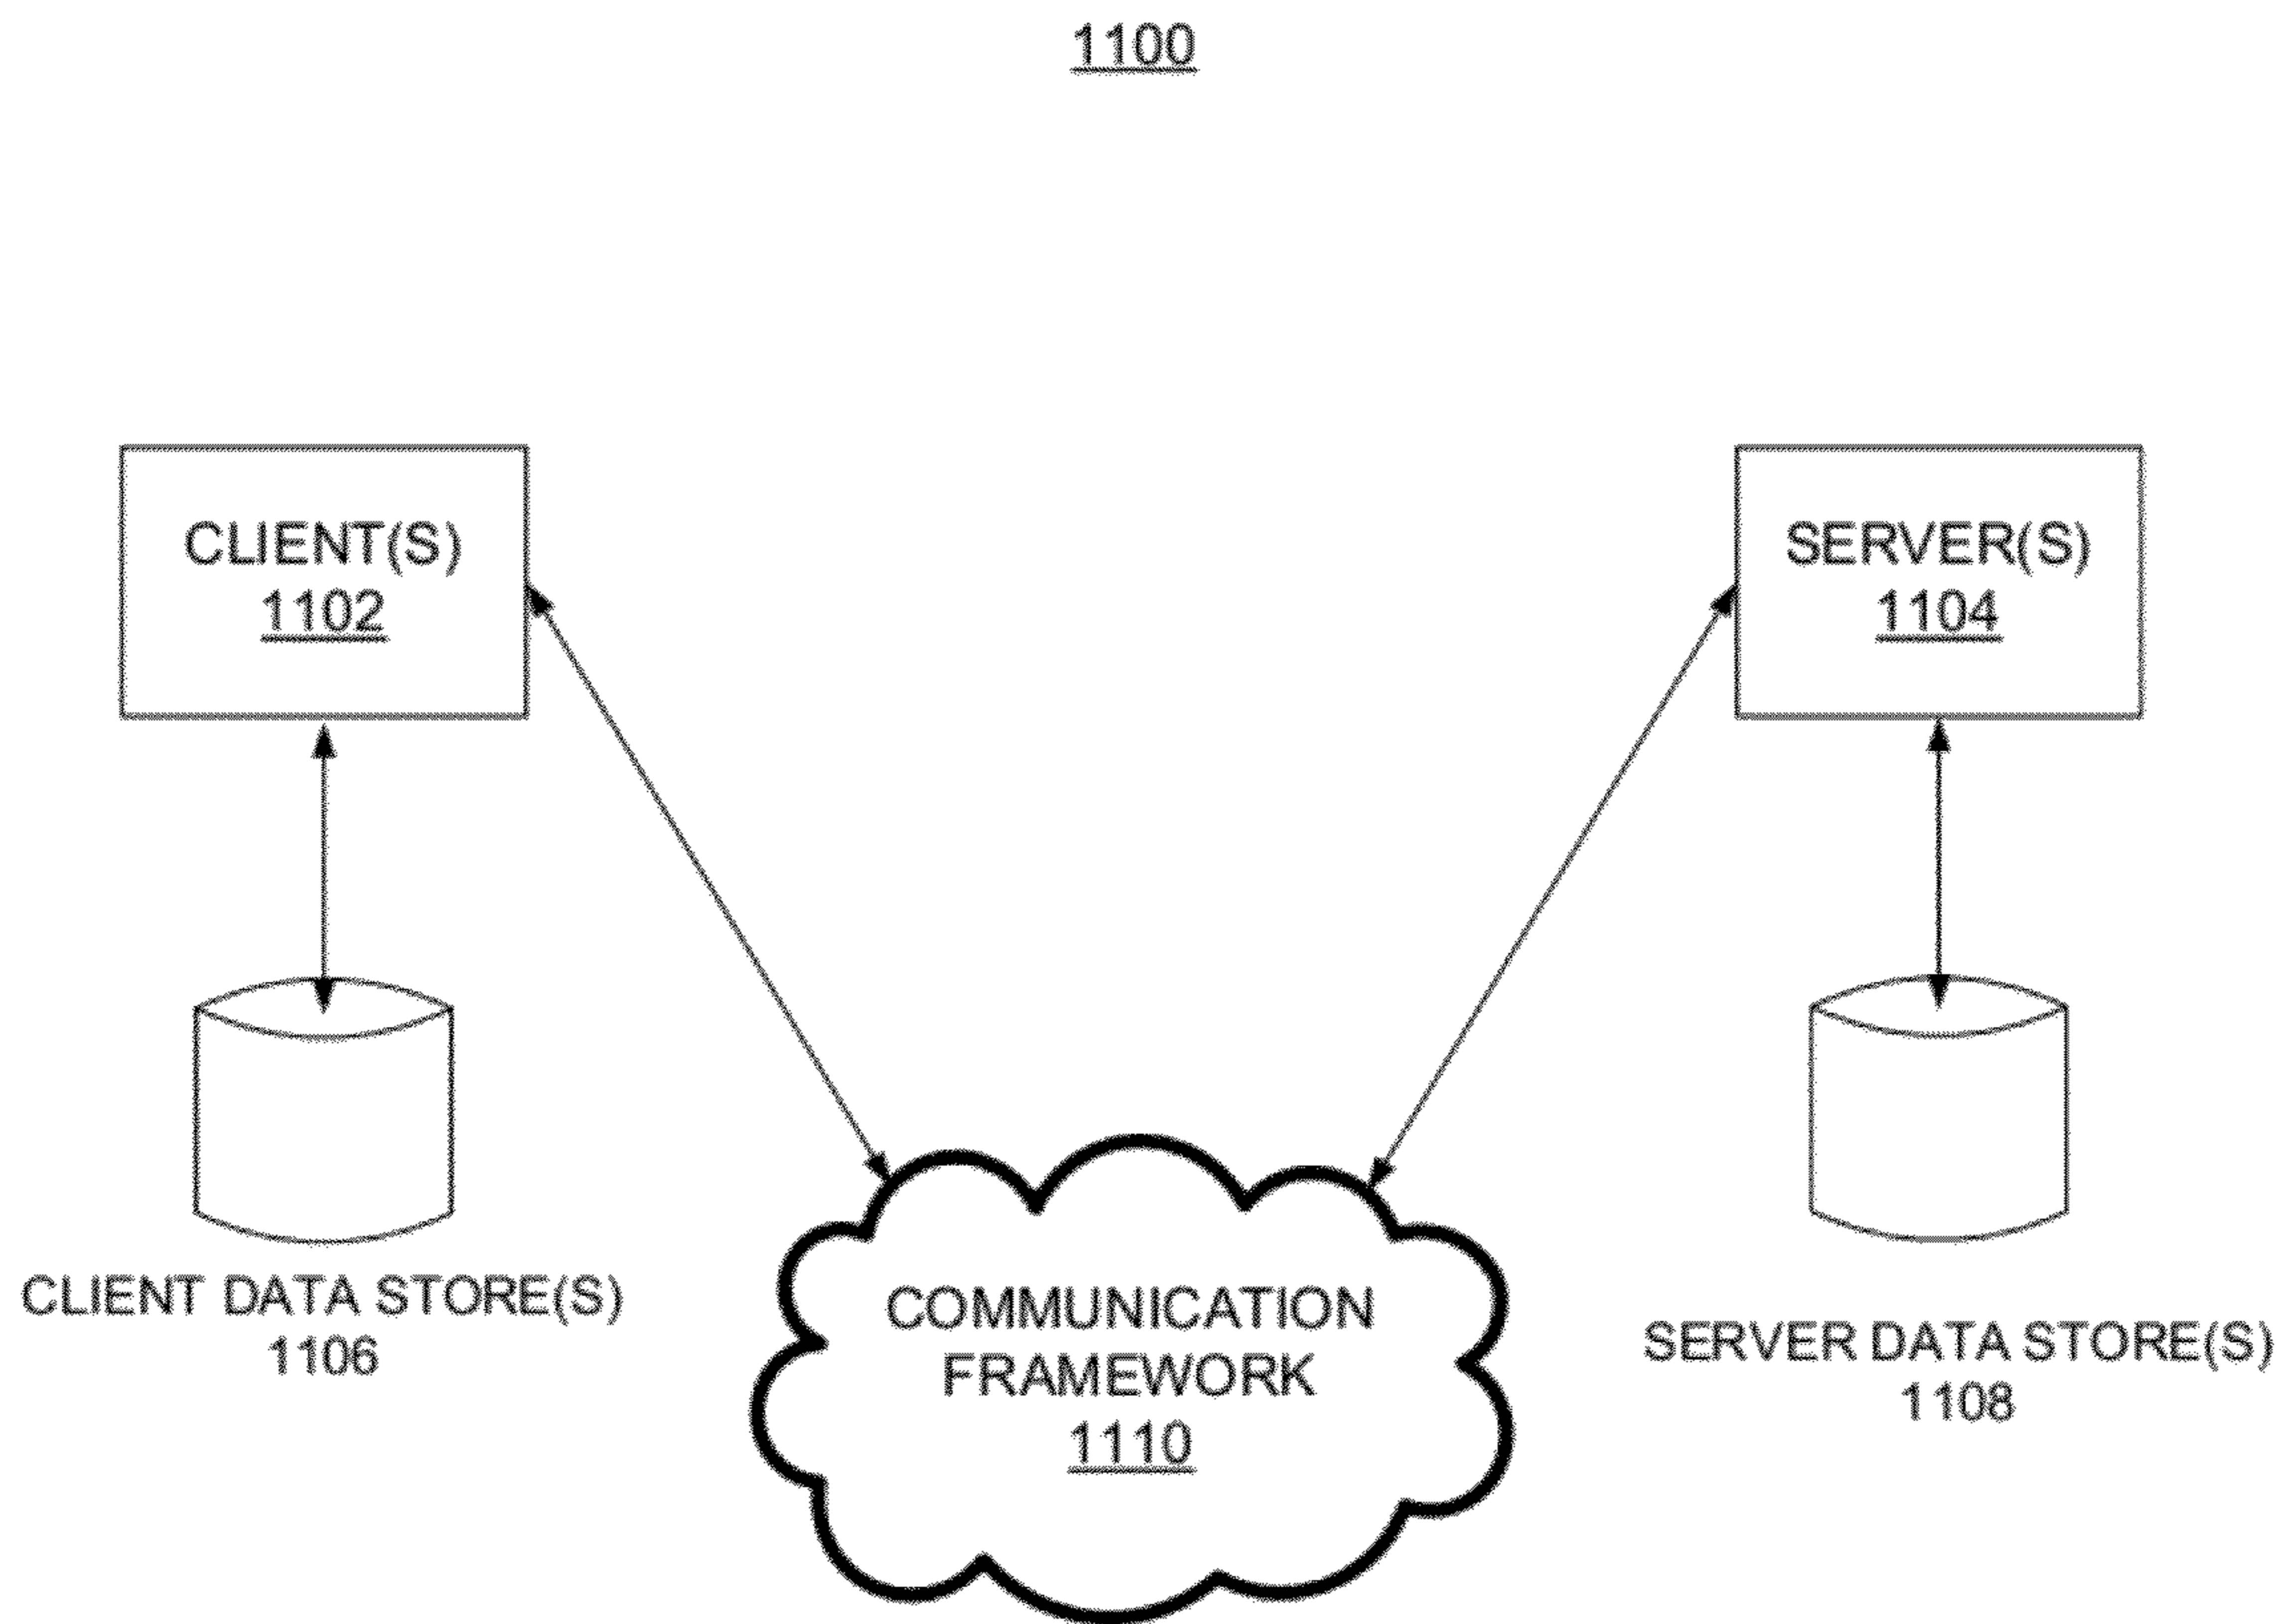 1100
CLIENT(S)
1102
SERVER(S)
1104
CLIENT DATA STORE(S)
1106
COMMUNICATION
FRAMEWORK
1110
SERVER DATA STORE(S)
1108